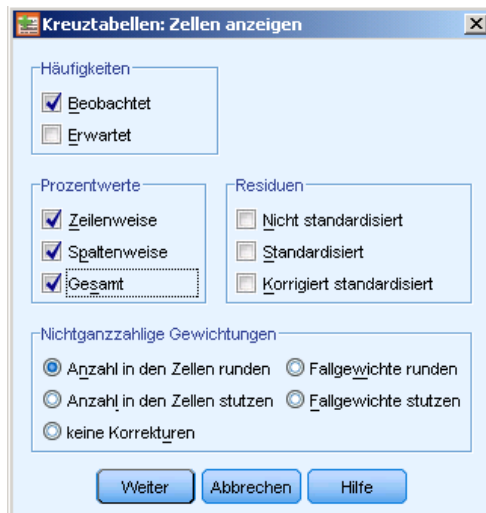 Kreuztabellen: Zellen anzeigen
Häufigkeiten
Beobachtet
Erwartet
Prozentwerte
Zeilenweise
Spaltenweise
Gesamt
Residuen
Nicht standardisiert
Standardisiert
Korrigiert standardisiert
Nichtganzzahlige Gewichtungen
Anzahl in den Zellen runden Fallgewichte runden
Anzahl in den Zellen stutzen Fallgewichte stutzen
keine Korrekturen
Weiter Abbrechen Hilfe